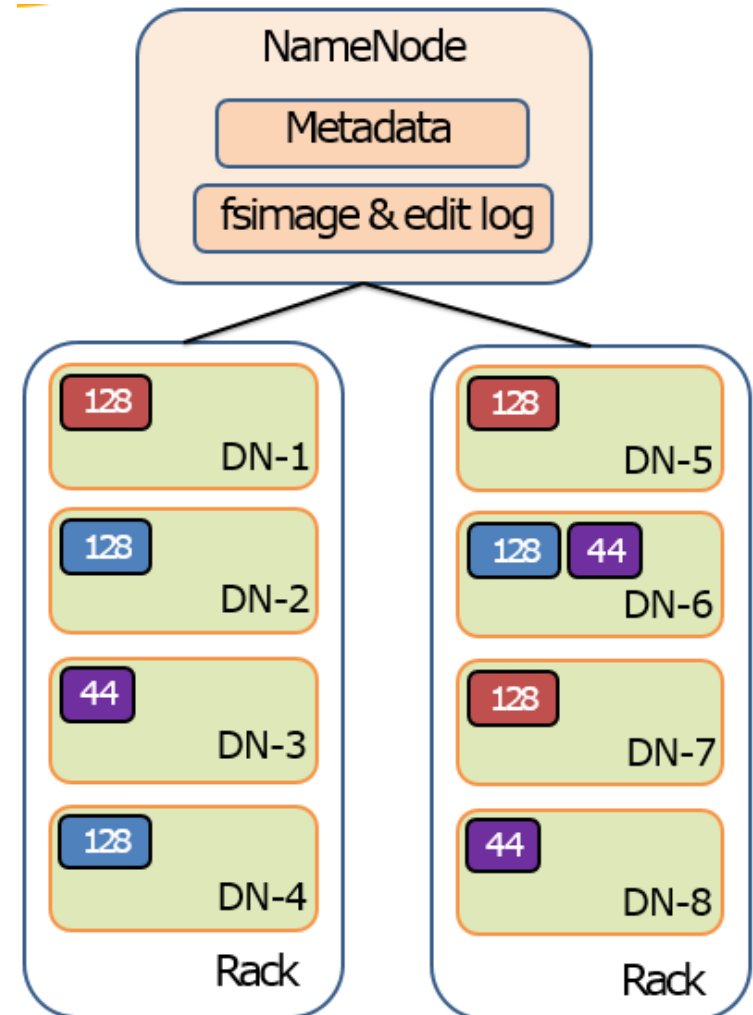 NameNode
Metadata
fsimage & edit log
128
DN-1
128
DN-2
44
DN-3
128
DN-4
Rack
128
DN-5
128 44
DN-6
128
DN-7
44
DN-8
Rack